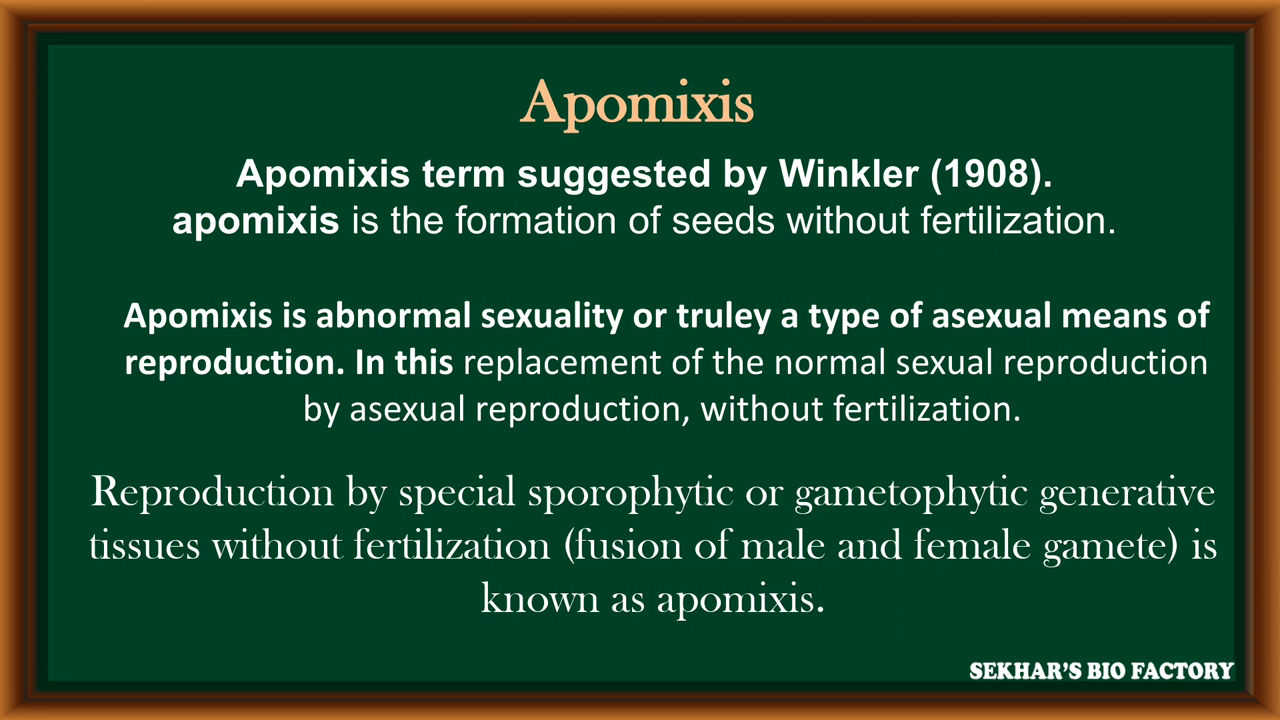 Apomixis
Apomixis term suggested by Winkler (1908).
apomixis is the formation of seeds without fertilization.
Apomixis is abnormal sexuality or truley a type of asexual means of
reproduction. In this replacement of the normal sexual reproduction
by asexual reproduction, without fertilization.
Reproduction by special sporophytic or gametophytic generative
tissues without fertilization (fusion of male and female gamete) is
known as apomixis.
SEKHAR'S BIO FACTORY